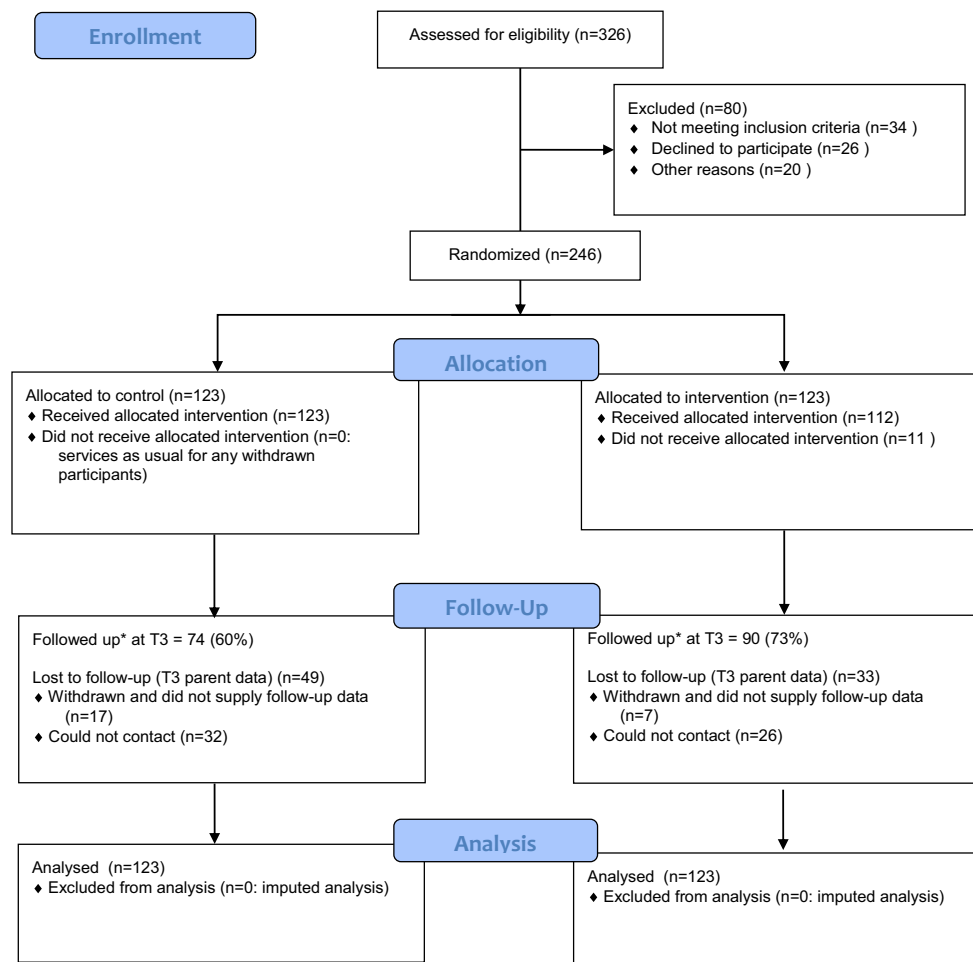 Enrollment
Assessed for eligibility (n=326)
Excluded (n=80)
♦ Not meeting inclusion criteria (n=34 )
♦ Declined to participate (n=26 )
♦ Other reasons (n=20 )
Randomized (n=246)
Allocation
Allocated to control (n=123)
♦ Received allocated intervention (n=123)
♦ Did not receive allocated intervention (n=0:
services as usual for any withdrawn
participants)
Allocated to intervention (n=123)
♦ Received allocated intervention (n=112)
♦ Did not receive allocated intervention (n=11 )
Follow-Up
Followed up* at T3 = 74 (60%)
Lost to follow-up (T3 parent data) (n=49)
♦ Withdrawn and did not supply follow-up data
(n=17)
♦ Could not contact (n=32)
Followed up* at T3 = 90 (73%)
Lost to follow-up (T3 parent data) (n=33)
♦ Withdrawn and did not supply follow-up data
(n=7)
♦ Could not contact (n=26)
Analysis
Analysed (n=123)
♦ Excluded from analysis (n=0: imputed analysis)
Analysed (n=123)
♦ Excluded from analysis (n=0: imputed analysis)